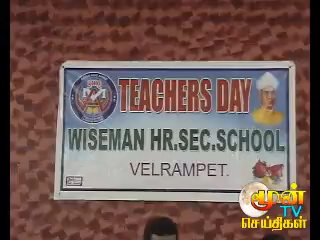 TEACHERS DAY
WISEMAN HR.SEC.SCHOOL
VELRAMPET.
மூன்
TV
செய்திகள்